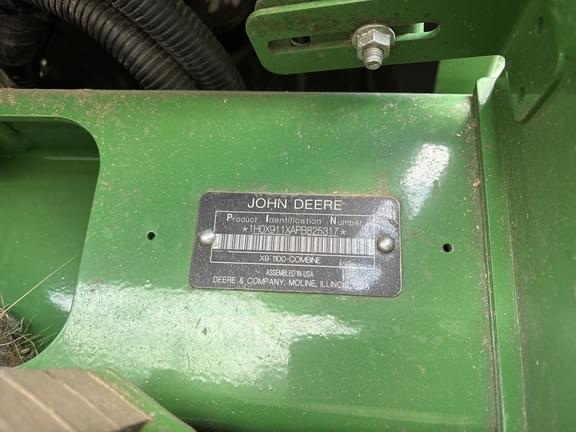 JOHN DEERE
Product Identification Number
*1H0X911XAPB825317*
X9 1100 COMBINE
ASSEMBLED IN USA
DEERE & COMPANY, MOLINE, ILLINOIS, USA